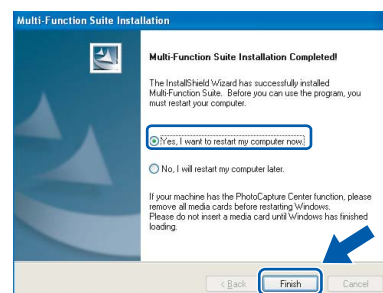 Multi-Function Suite Installation
Multi-Function Suite Installation Completed!
The InstallShield Wizard has successfully installed
Multi-Function Suite. Before you can use the program, you
must restart your computer.
Yes, I want to restart my computer now.
No, I will restart my computer later.
If your machine has the PhotoCapture Center function, please
remove all media cards before restarting Windows.
Please do not insert a media card until Windows has finished
loading.
< Back Finish Cancel